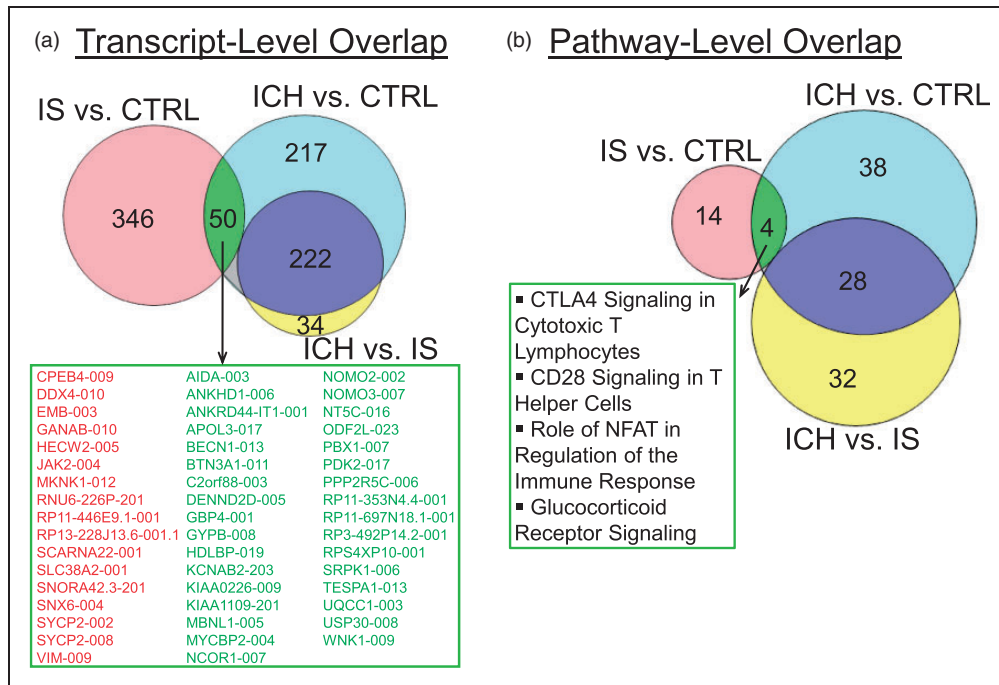 (a) Transcript-Level Overlap
IS vs. CTRL
ICH vs. CTRL
217
346
50
222
34
ICH vs. IS
CPEB4-009
DDX4-010
EMB-003
GANAB-010
HECW2-005
JAK2-004
MKNK1-012
RNU6-226P-201
RP11-446E9.1-001
RP13-228J13.6-001.1
SCARNA22-001
SLC38A2-001
SNORA42.3-201
SNX6-004
SYCP2-002
SYCP2-008
VIM-009
AIDA-003
ANKHD1-006
ANKRD44-IT1-001
APOL3-017
BECN1-013
BTN3A1-011
C2orf88-003
DENND2D-005
GBP4-001
GYPB-008
HDLBP-019
KCNAB2-203
KIAA0226-009
KIAA1109-201
MBNL1-005
MYCBP2-004
NCOR1-007
NOMO2-002
NOMO3-007
NT5C-016
ODF2L-023
PBX1-007
PDK2-017
PPP2R5C-006
RP11-353N4.4-001
RP11-697N18.1-001
RP3-492P14.2-001
RPS4XP10-001
SRPK1-006
TESPA1-013
UQCC1-003
USP30-008
WNK1-009
(b) Pathway-Level Overlap
ICH vs. CTRL
IS vs. CTRL
38
14
4
28
32
ICH vs. IS
▪ CTLA4 Signaling in
Cytotoxic T
Lymphocytes
▪ CD28 Signaling in T
Helper Cells
▪ Role of NFAT in
Regulation of the
Immune Response
▪ Glucocorticoid
Receptor Signaling